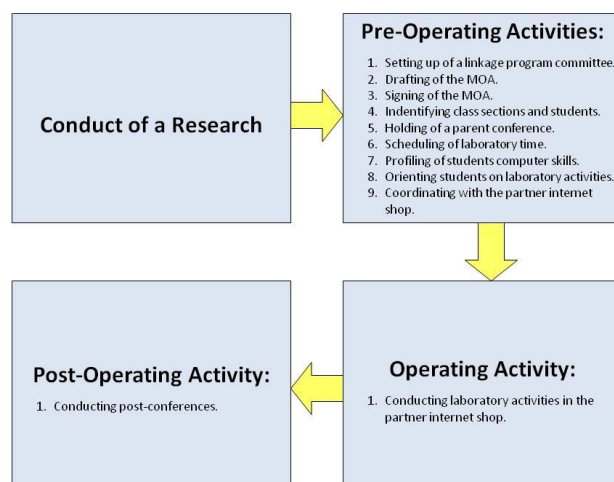 Conduct of a Research
Pre-Operating Activities:
1. Setting up of a linkage program committee.
2. Drafting of the MOA.
3. Signing of the MOA.
4. Indentifying class sections and students.
5. Holding of a parent conference.
6. Scheduling of laboratory time.
7. Profiling of students computer skills.
8. Orienting students on laboratory activities.
9. Coordinating with the partner internet
shop.
Operating Activity:
1. Conducting laboratory activities in the
partner internet shop.
Post-Operating Activity:
1. Conducting post-conferences.